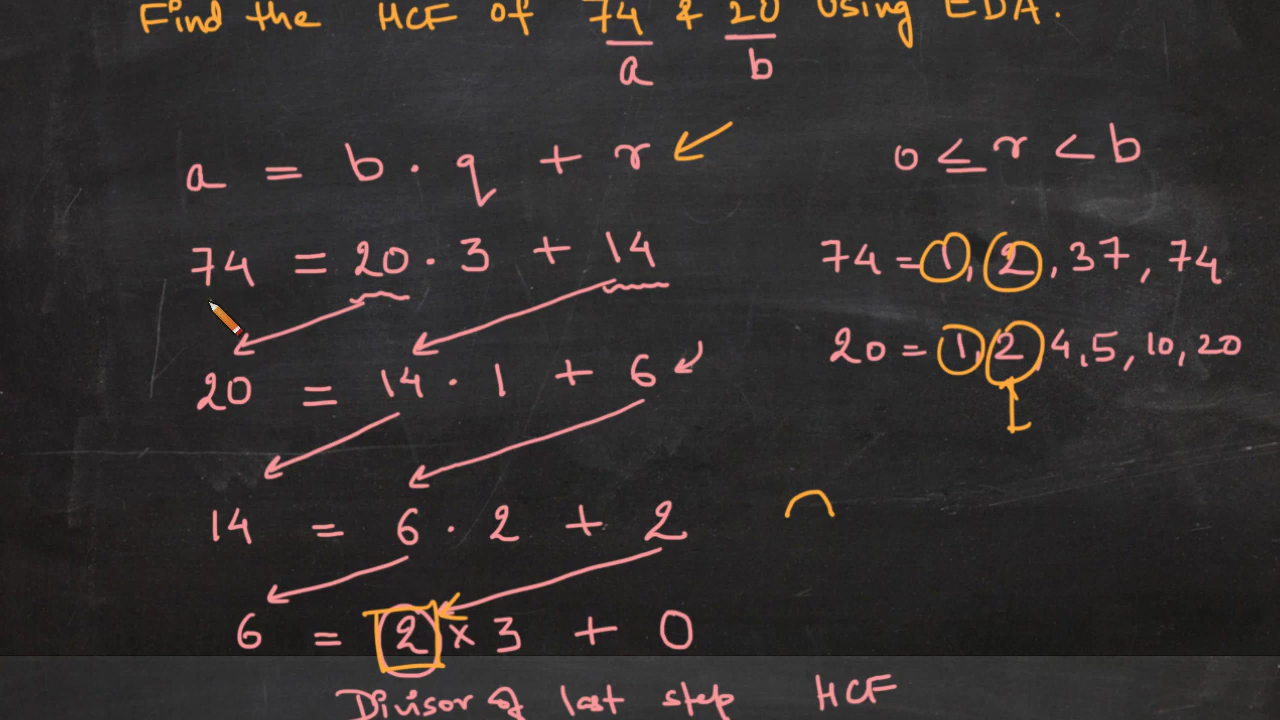 Find the HCF of 74 & 20 using EDA.
a b
a = b · q + r
0 ≤ r < b
74 = 20 · 3 + 14
74 = 1, 2, 37, 74
20 = 14 · 1 + 6
20 = 1, 2, 4, 5, 10, 20
14 = 6 · 2 + 2
6 = 2 × 3 + 0
Divisor of last step HCF